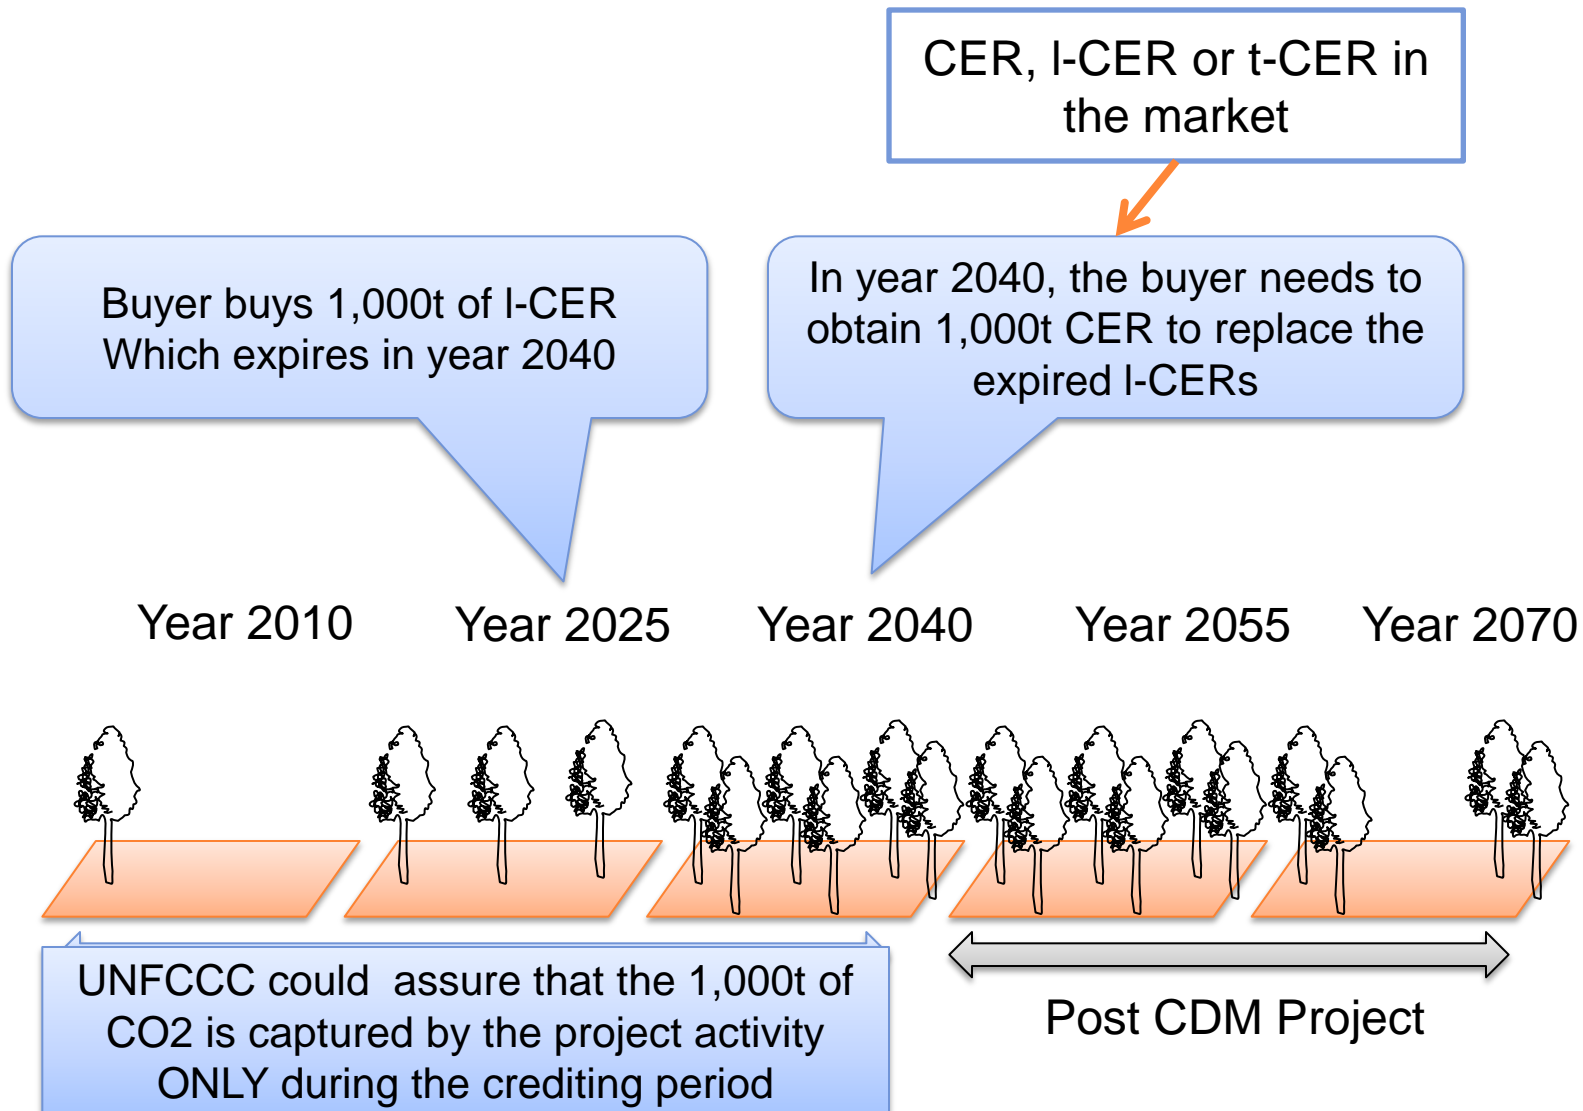 CER, l-CER or t-CER in
the market
Buyer buys 1,000t of l-CER
Which expires in year 2040
In year 2040, the buyer needs to
obtain 1,000t CER to replace the
expired l-CERs
Year 2010
Year 2025
Year 2040
Year 2055
Year 2070
UNFCCC could  assure that the 1,000t of
CO2 is captured by the project activity
ONLY during the crediting period
Post CDM Project